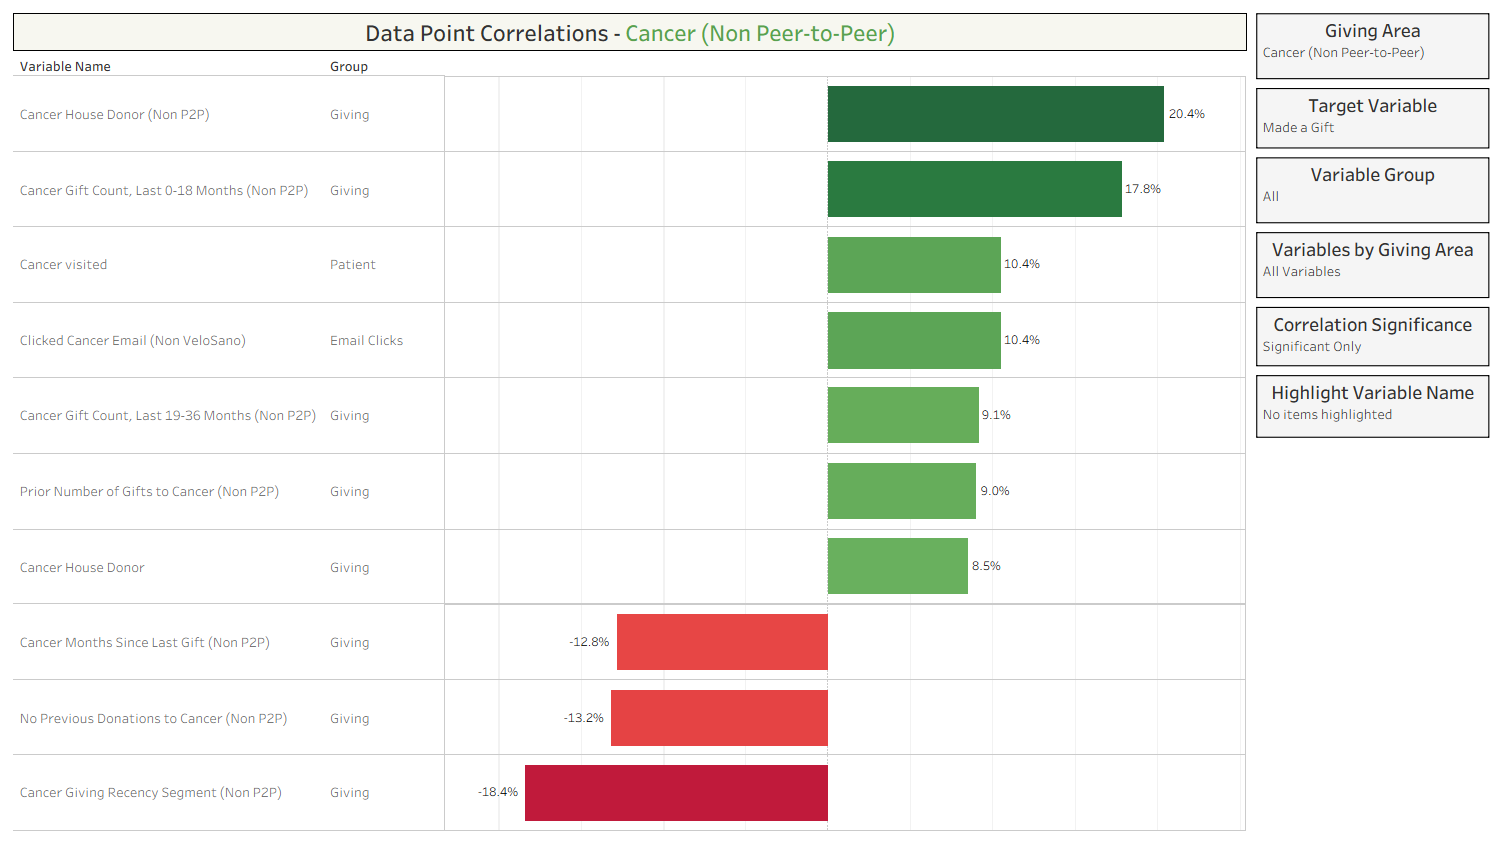 Data Point Correlations - Cancer (Non Peer-to-Peer)
Variable Name Group
Cancer House Donor (Non P2P) Giving 20.4%
Cancer Gift Count, Last 0-18 Months (Non P2P) Giving 17.8%
Cancer visited Patient 10.4%
Clicked Cancer Email (Non VeloSano) Email Clicks 10.4%
Cancer Gift Count, Last 19-36 Months (Non P2P) Giving 9.1%
Prior Number of Gifts to Cancer (Non P2P) Giving 9.0%
Cancer House Donor Giving 8.5%
Cancer Months Since Last Gift (Non P2P) Giving -12.8%
No Previous Donations to Cancer (Non P2P) Giving -13.2%
Cancer Giving Recency Segment (Non P2P) Giving -18.4%
Giving Area
Cancer (Non Peer-to-Peer)
Target Variable
Made a Gift
Variable Group
All
Variables by Giving Area
All Variables
Correlation Significance
Significant Only
Highlight Variable Name
No items highlighted